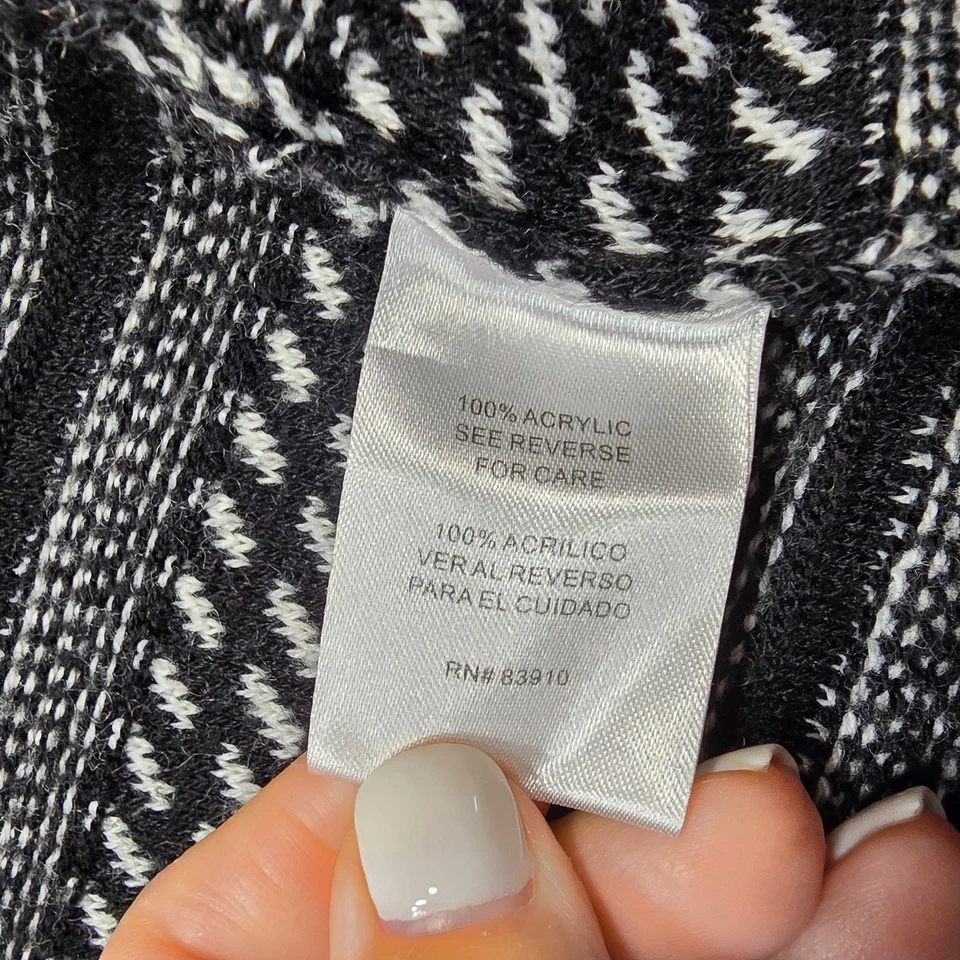 100% ACRYLIC
SEE REVERSE
FOR CARE
100% ACRILICO
VER AL REVERSO
PARA EL CUIDADO
RN# 83910